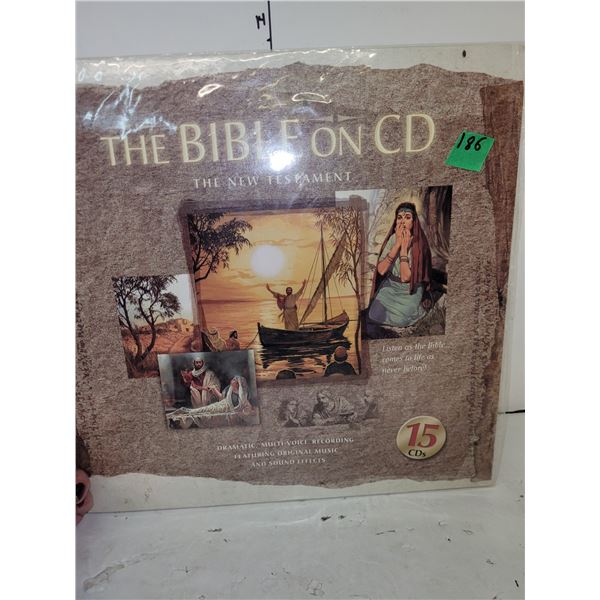 THE BIBLE ON CD
186
THE NEW TESTAMENT
Listen as the Bible...
comes to life as
never before!
DRAMATIC, MULTI-VOICE RECORDING
FEATURING ORIGINAL MUSIC
AND SOUND EFFECTS
15
CDs